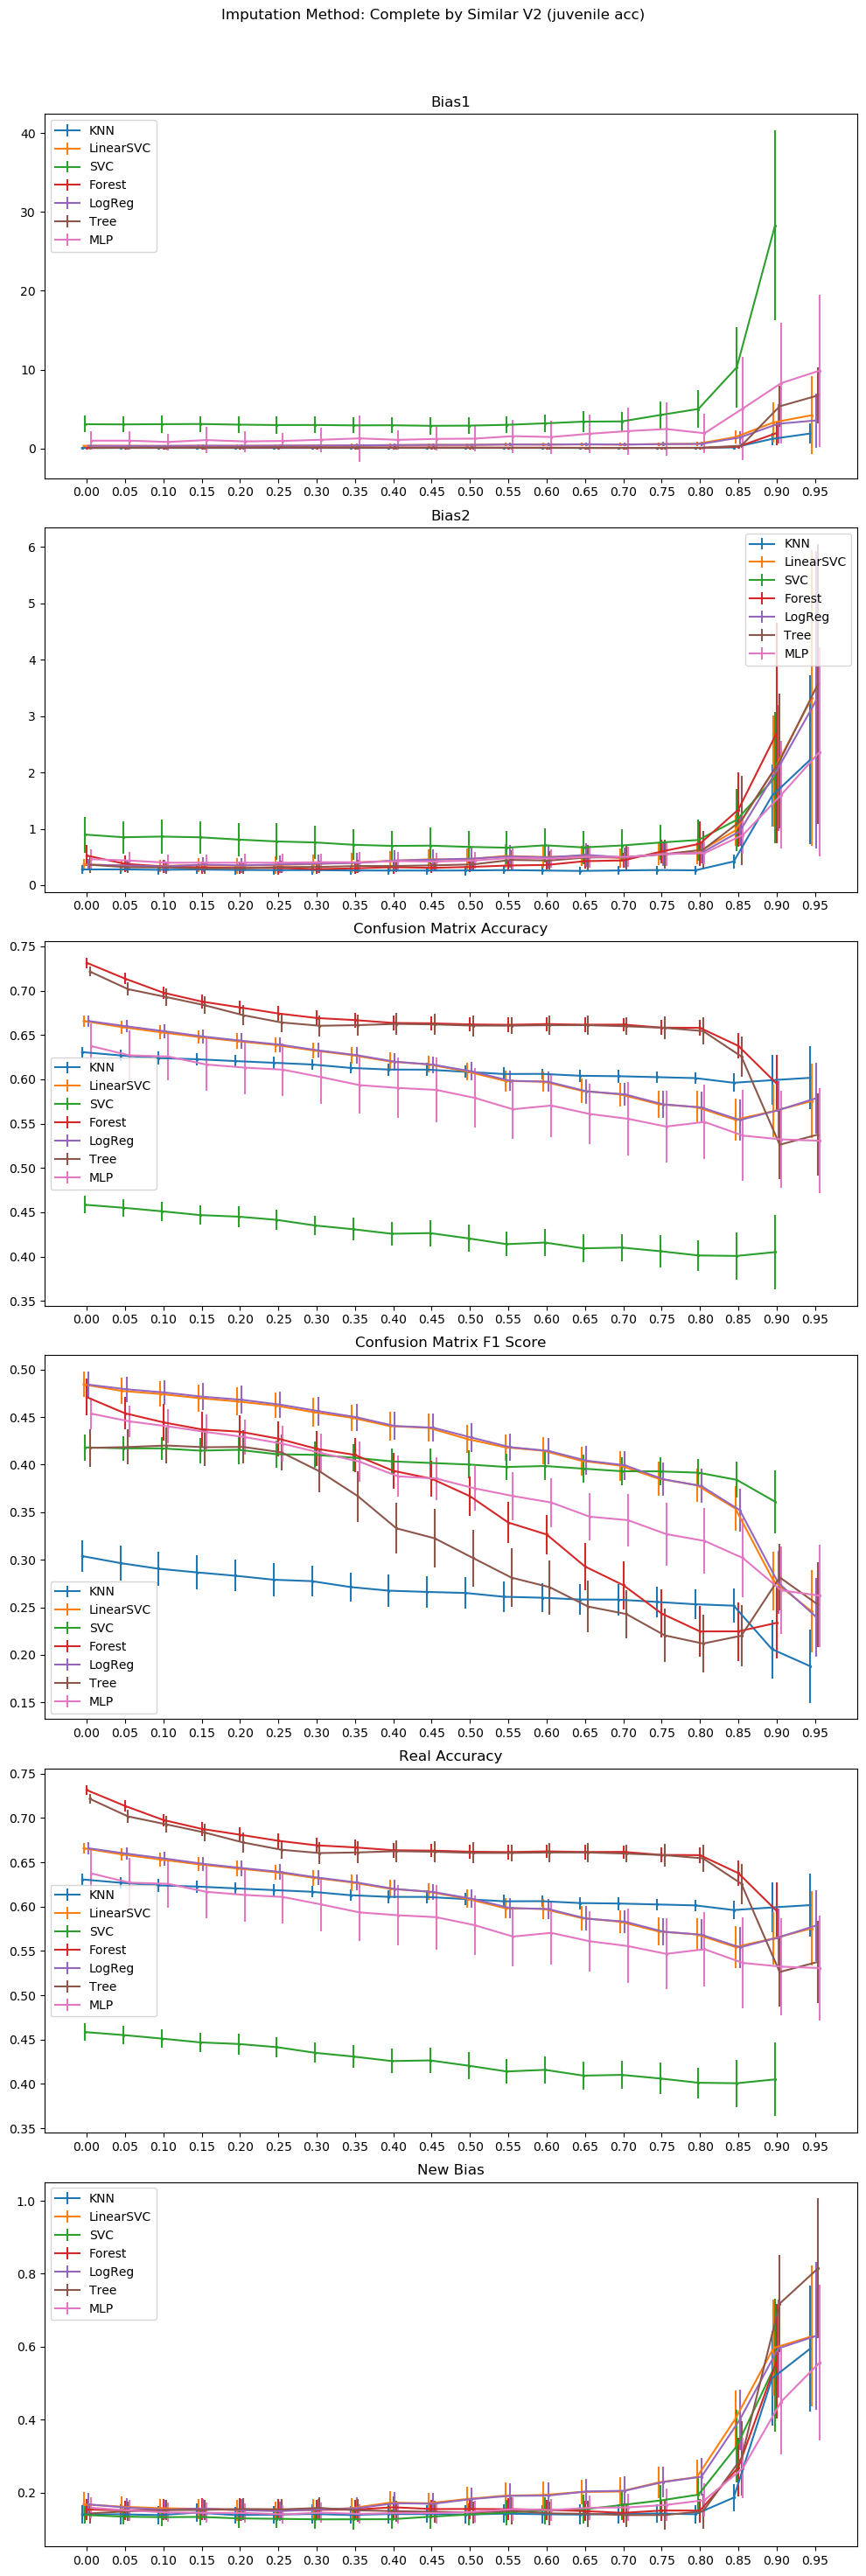 Imputation Method: Complete by Similar V2 (juvenile acc)
Bias1
40
30
20
10
0
KNN
LinearSVC
SVC
Forest
LogReg
Tree
MLP
0.00 0.05 0.10 0.15 0.20 0.25 0.30 0.35 0.40 0.45 0.50 0.55 0.60 0.65 0.70 0.75 0.80 0.85 0.90 0.95
Bias2
6
5
4
3
2
1
0
KNN
LinearSVC
SVC
Forest
LogReg
Tree
MLP
0.00 0.05 0.10 0.15 0.20 0.25 0.30 0.35 0.40 0.45 0.50 0.55 0.60 0.65 0.70 0.75 0.80 0.85 0.90 0.95
Confusion Matrix Accuracy
0.75
0.70
0.65
0.60
0.55
0.50
0.45
0.40
0.35
KNN
LinearSVC
SVC
Forest
LogReg
Tree
MLP
0.00 0.05 0.10 0.15 0.20 0.25 0.30 0.35 0.40 0.45 0.50 0.55 0.60 0.65 0.70 0.75 0.80 0.85 0.90 0.95
Confusion Matrix F1 Score
0.50
0.45
0.40
0.35
0.30
0.25
0.20
0.15
KNN
LinearSVC
SVC
Forest
LogReg
Tree
MLP
0.00 0.05 0.10 0.15 0.20 0.25 0.30 0.35 0.40 0.45 0.50 0.55 0.60 0.65 0.70 0.75 0.80 0.85 0.90 0.95
Real Accuracy
0.75
0.70
0.65
0.60
0.55
0.50
0.45
0.40
0.35
KNN
LinearSVC
SVC
Forest
LogReg
Tree
MLP
0.00 0.05 0.10 0.15 0.20 0.25 0.30 0.35 0.40 0.45 0.50 0.55 0.60 0.65 0.70 0.75 0.80 0.85 0.90 0.95
New Bias
1.0
0.8
0.6
0.4
0.2
KNN
LinearSVC
SVC
Forest
LogReg
Tree
MLP
0.00 0.05 0.10 0.15 0.20 0.25 0.30 0.35 0.40 0.45 0.50 0.55 0.60 0.65 0.70 0.75 0.80 0.85 0.90 0.95